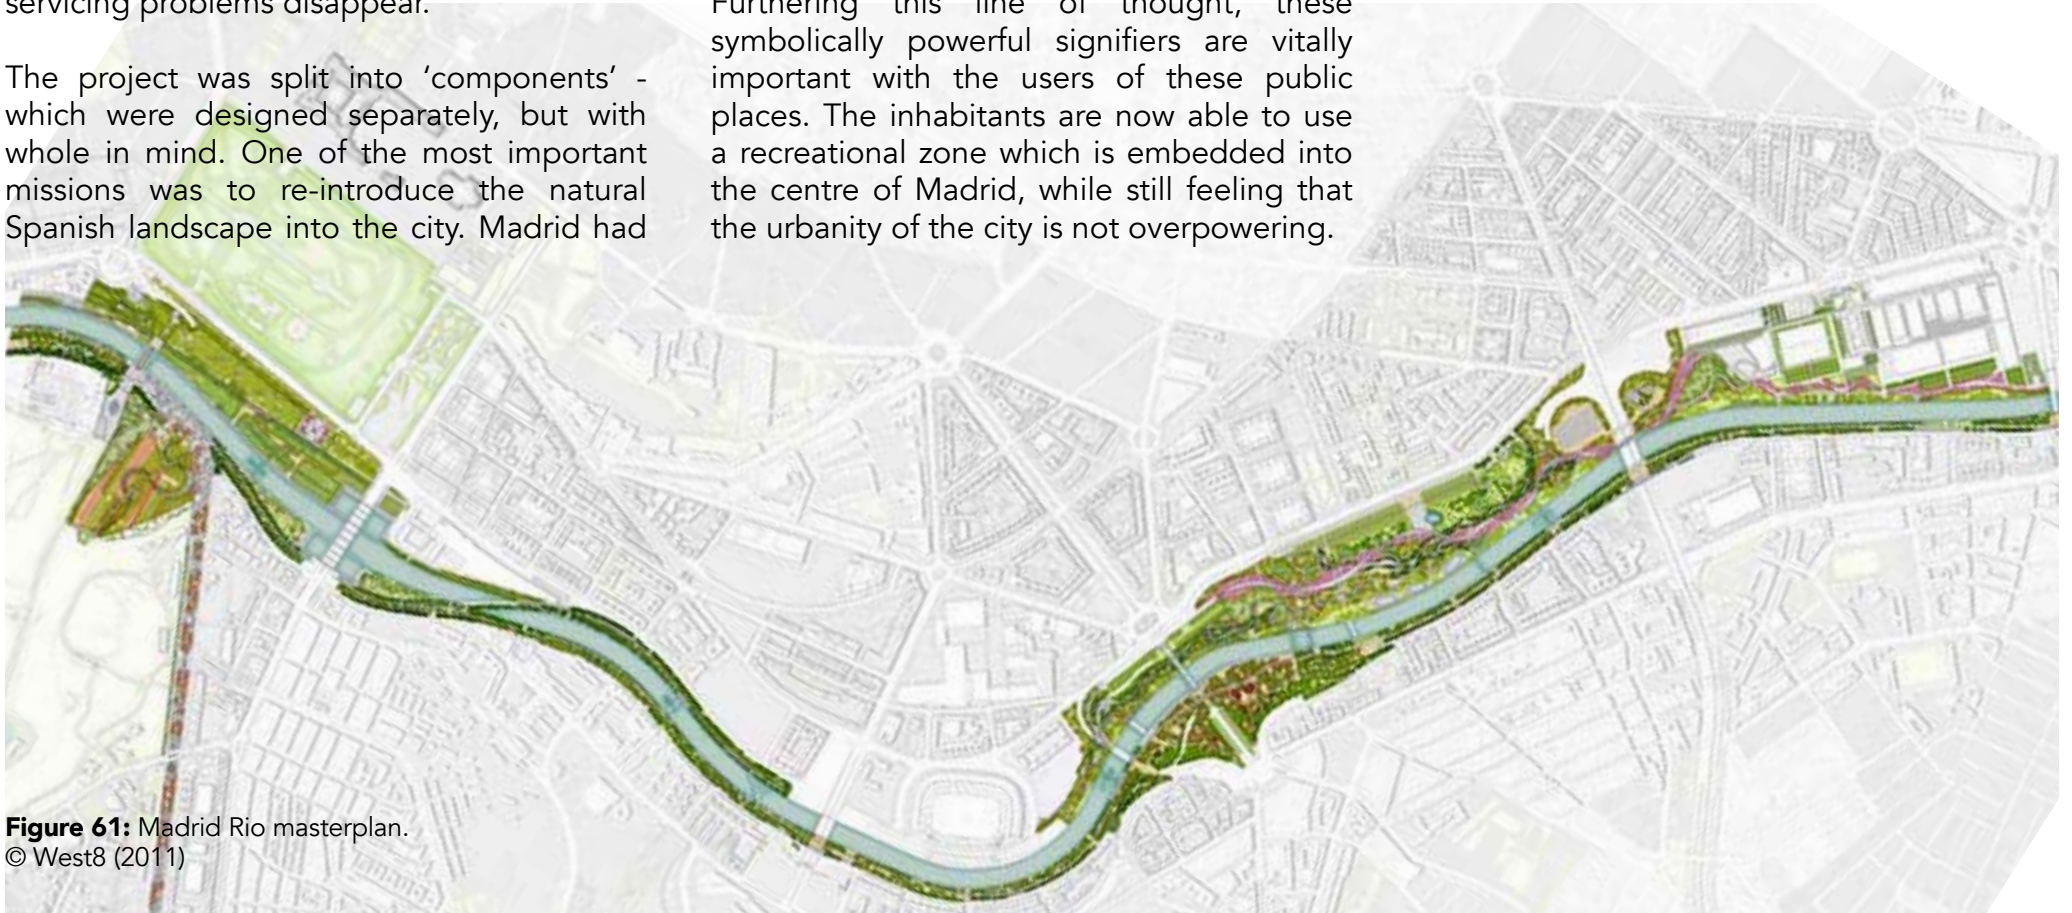 servicing problems disappear.
The project was split into ‘components’ -
which were designed separately, but with
whole in mind. One of the most important
missions was to re-introduce the natural
Spanish landscape into the city. Madrid had
Furthering this line of thought, these
symbolically powerful signifiers are vitally
important with the users of these public
places. The inhabitants are now able to use
a recreational zone which is embedded into
the centre of Madrid, while still feeling that
the urbanity of the city is not overpowering.
Figure 61: Madrid Rio masterplan.
© West8 (2011)